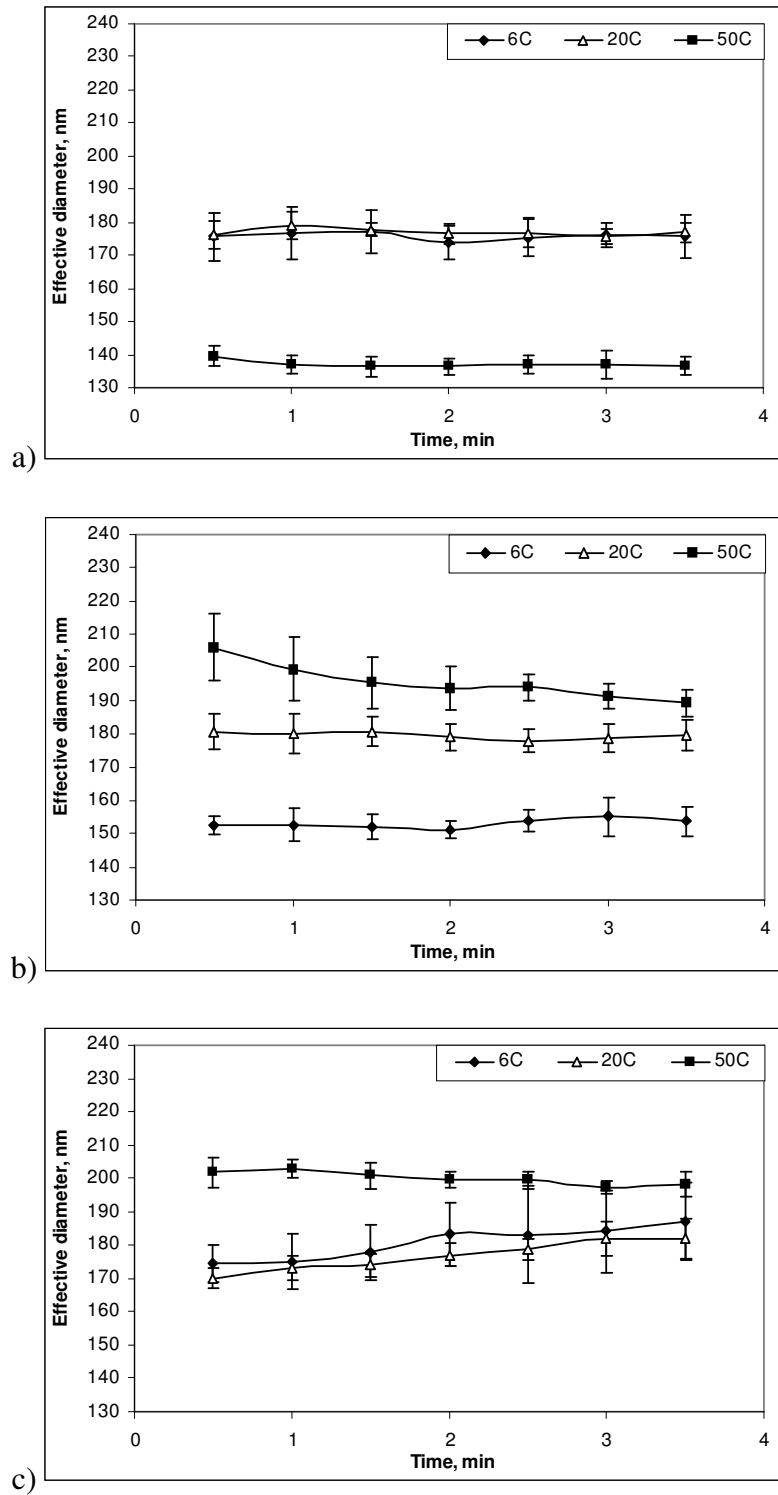 240
230
220
210
200
190
180
170
160
150
140
130
Effective diameter, nm
6C 20C 50C
0 1 2 3 4
Time, min
a)
240
230
220
210
200
190
180
170
160
150
140
130
Effective diameter, nm
6C 20C 50C
0 1 2 3 4
Time, min
b)
240
230
220
210
200
190
180
170
160
150
140
130
Effective diameter, nm
6C 20C 50C
0 1 2 3 4
Time, min
c)